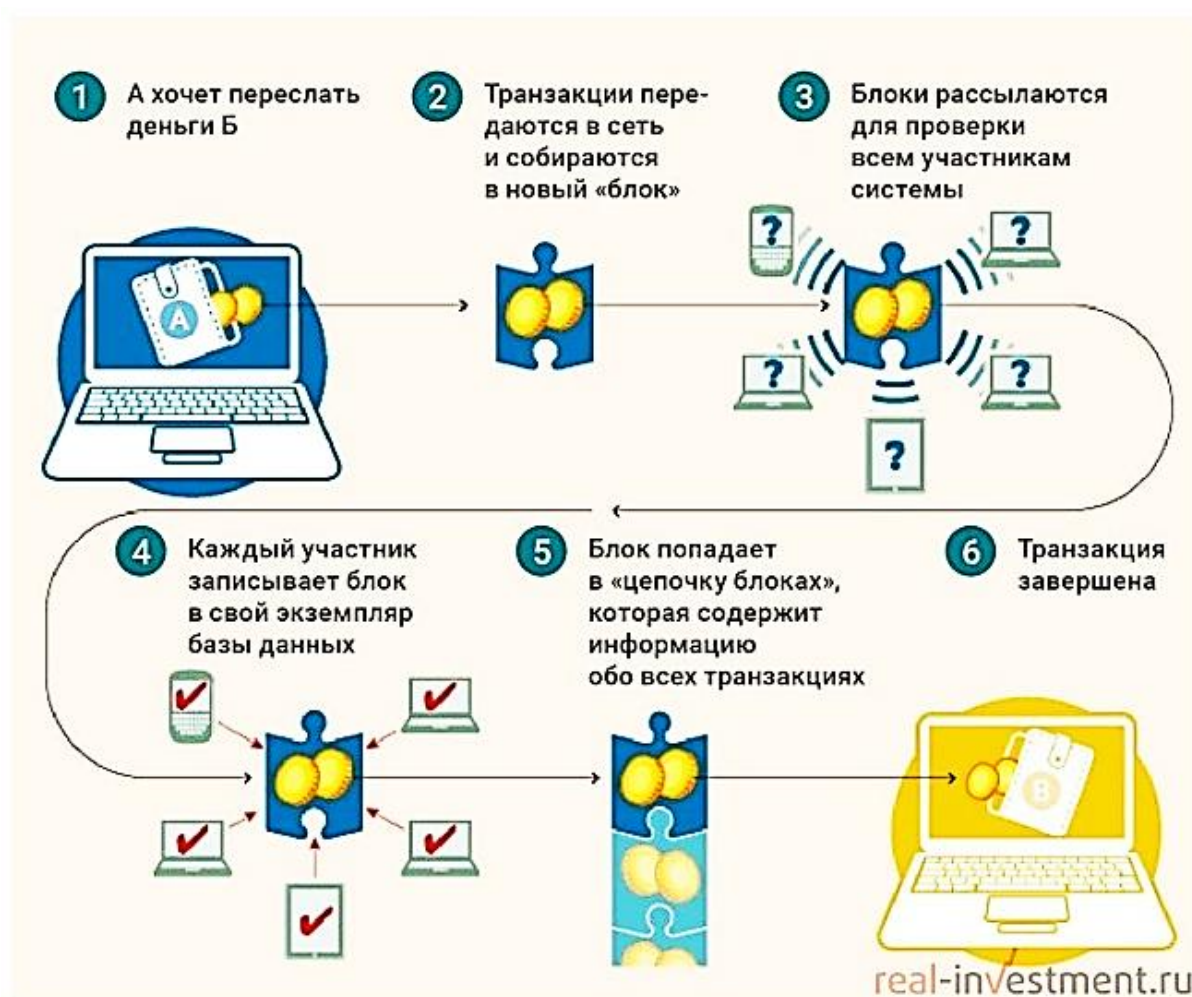 1 А хочет переслать
деньги Б
2 Транзакции пере-
даются в сеть
и собираются
в новый «блок»
3 Блоки рассылаются
для проверки
всем участникам
системы
A
?
?
?
?
?
4 Каждый участник
записывает блок
в свой экземпляр
базы данных
5 Блок попадает
в «цепочку блоках»,
которая содержит
информацию
обо всех транзакциях
6 Транзакция
завершена
B
real-investment.ru